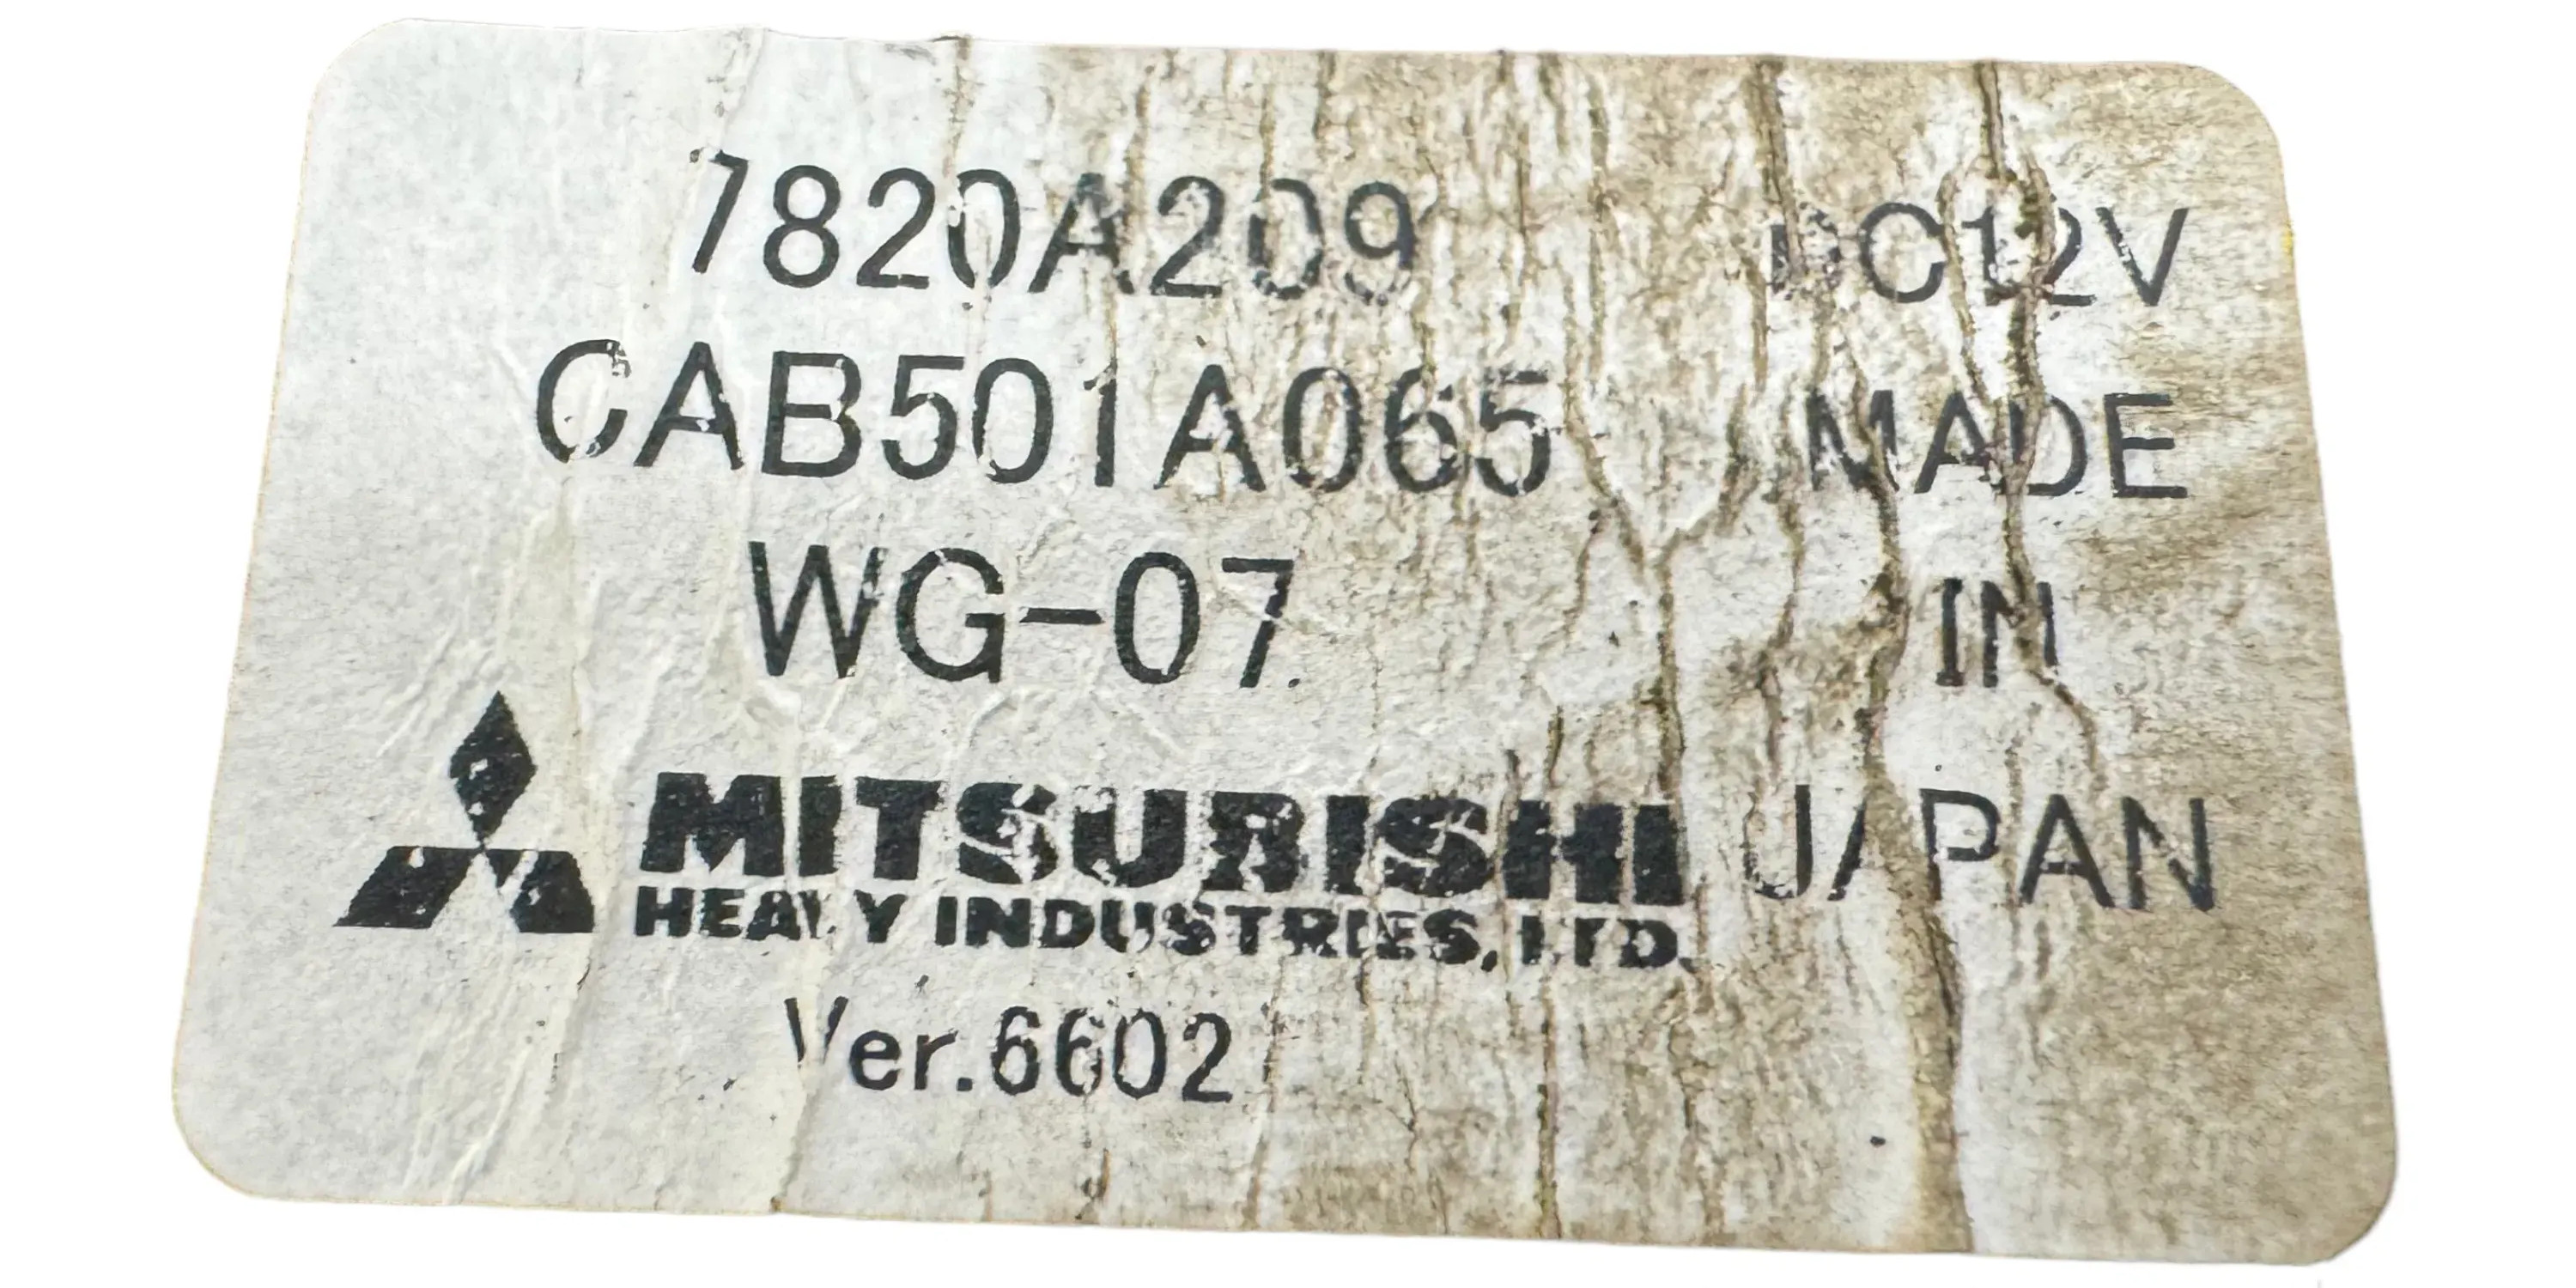 7820A209 DC12V
CAB501A065 MADE
WG-07 IN
MITSUBISHI JAPAN
HEAVY INDUSTRIES, LTD.
Ver.6602